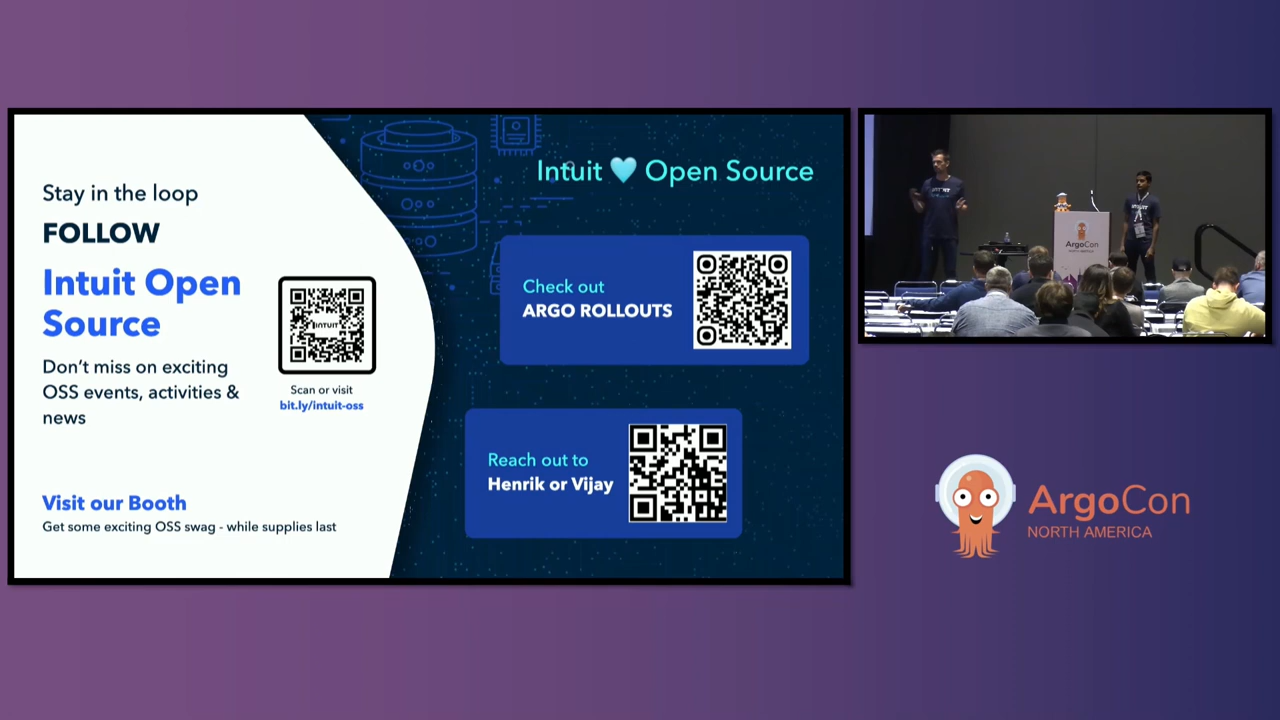 Stay in the loop
FOLLOW
Intuit Open
Source
Don't miss on exciting
OSS events, activities &
news
INTUIT
Scan or visit
bit.ly/intuit-oss
Visit our Booth
Get some exciting OSS swag - while supplies last
Intuit 🩵 Open Source
Check out
ARGO ROLLOUTS
Reach out to
Henrik or Vijay
ArgoCon
ArgoCon
NORTH AMERICA